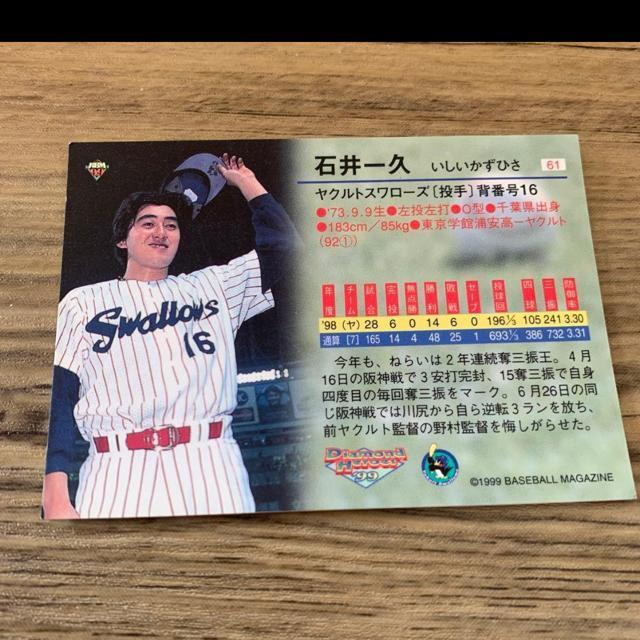 石井一久 いしいかずひさ 61
ヤクルトスワローズ〔投手〕背番号16
●'73.9.9生●左投左打●O型●千葉県出身
●183cm/85kg●東京学館浦安高―ヤクルト
(92①)
年度 チーム 試合 完投 無点勝 勝利 敗戦 セーブ 投球回 四球 三振 防御率
'98 (ヤ) 28 6 0 14 6 0 196⅓ 105 241 3.30
通算 [7] 165 14 4 48 25 1 693⅓ 386 732 3.31
今年も、ねらいは2年連続奪三振王。4月
16日の阪神戦で3安打完封、15奪三振で自身
四度目の毎回奪三振をマーク。6月26日の同
じ阪神戦では川尻から自ら逆転3ランを放ち、
前ヤクルト監督の野村監督を悔しがらせた。
Diamond
Heroes
'99
©1999 BASEBALL MAGAZINE
BBM
Swallows
16